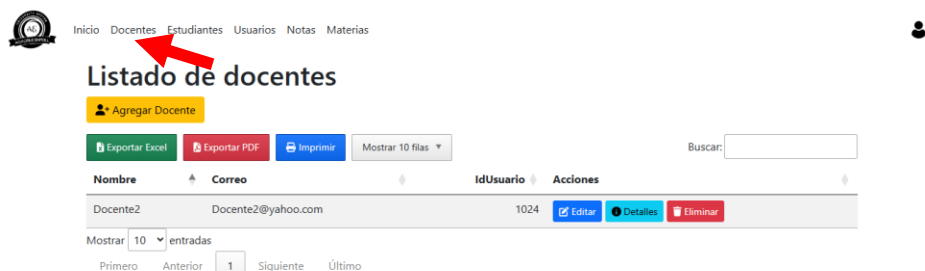 Inicio Docentes Estudiantes Usuarios Notas Materias
Listado de docentes
Agregar Docente
Exportar Excel Exportar PDF Imprimir Mostrar 10 filas Buscar:
Nombre Correo IdUsuario Acciones
Docente2 Docente2@yahoo.com 1024 Editar Detalles Eliminar
Mostrar 10 entradas
Primero Anterior 1 Siguiente Último